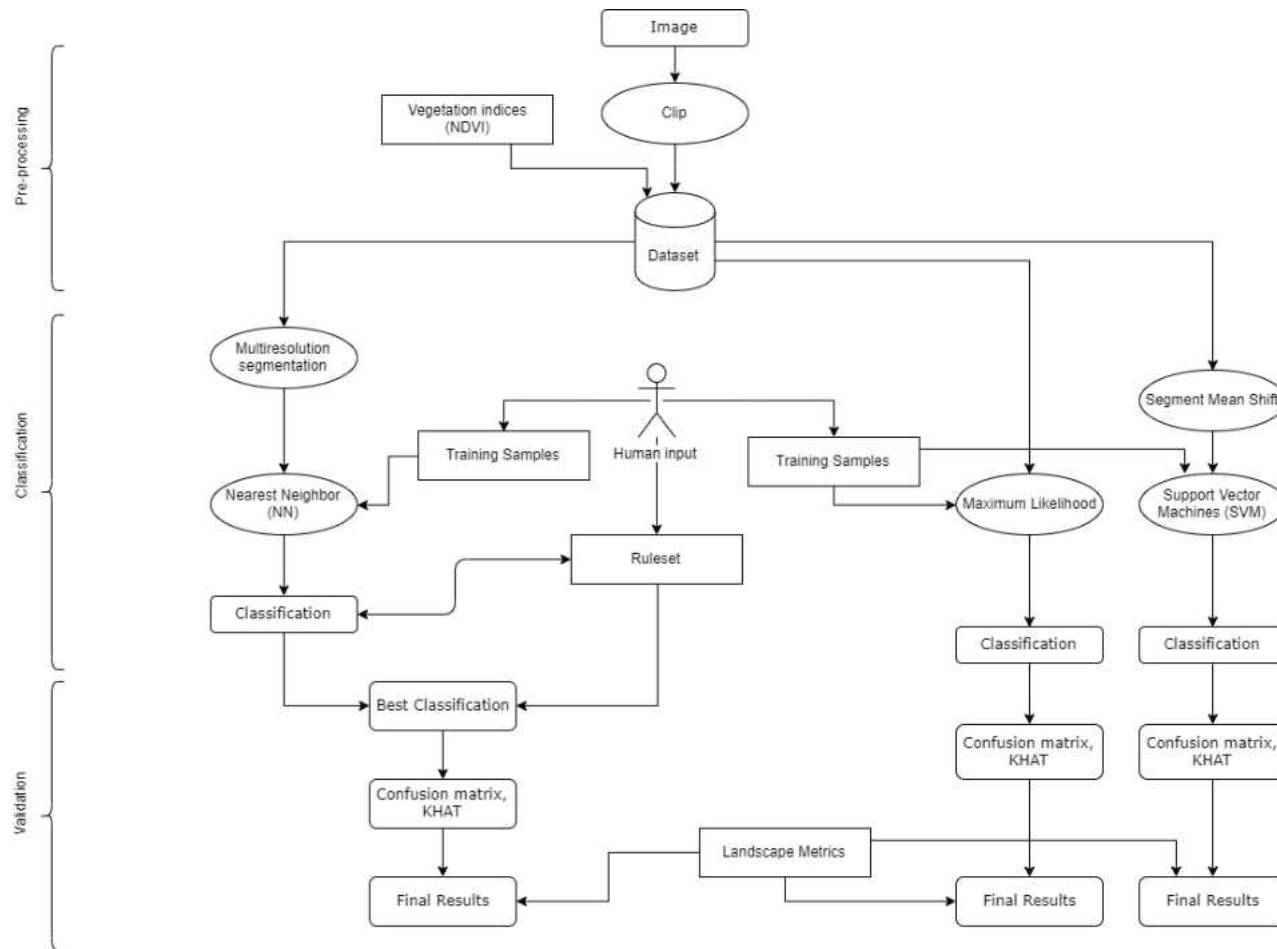 Image
Pre-processing
Vegetation indices
(NDVI)
Clip
Dataset
Classification
Multiresolution
segmentation
Segment Mean Shift
Training Samples
Human input
Training Samples
Nearest Neighbor
(NN)
Maximum Likelihood
Support Vector
Machines (SVM)
Ruleset
Classification
Classification
Classification
Validation
Best Classification
Confusion matrix,
KHAT
Confusion matrix,
KHAT
Confusion matrix,
KHAT
Landscape Metrics
Final Results
Final Results
Final Results